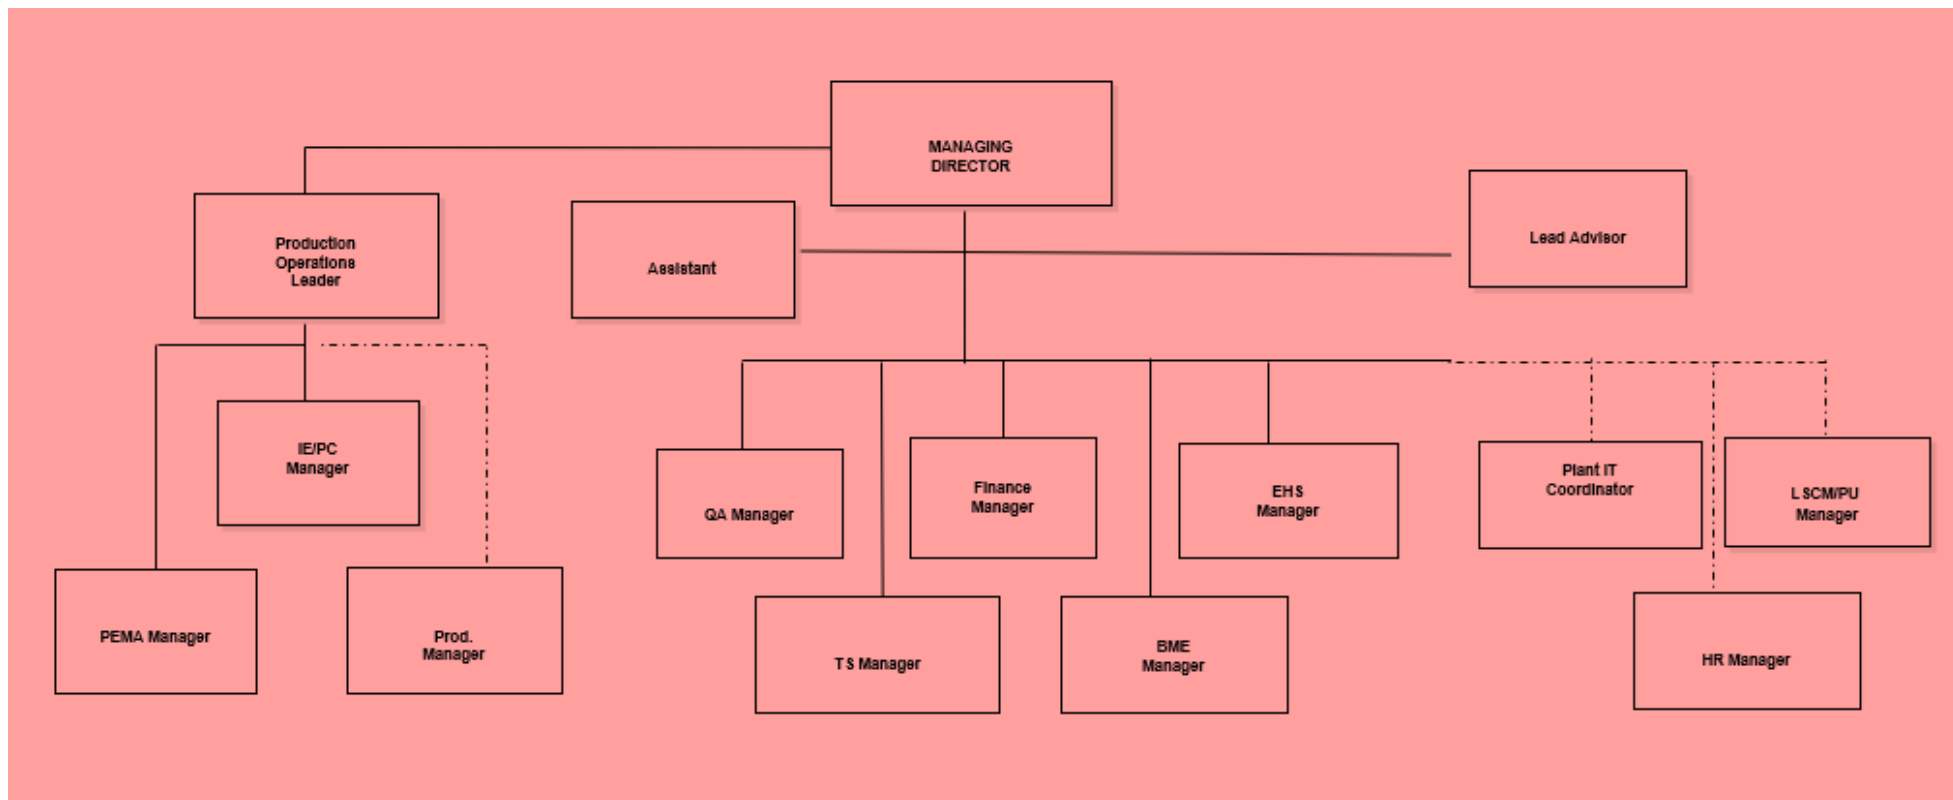 MANAGING
DIRECTOR
Production
Operations
Leader
Assistant
Lead Advisor
IE/PC
Manager
PEMA Manager
Prod.
Manager
QA Manager
Finance
Manager
EHS
Manager
Plant IT
Coordinator
LSCM/PU
Manager
TS Manager
BME
Manager
HR Manager